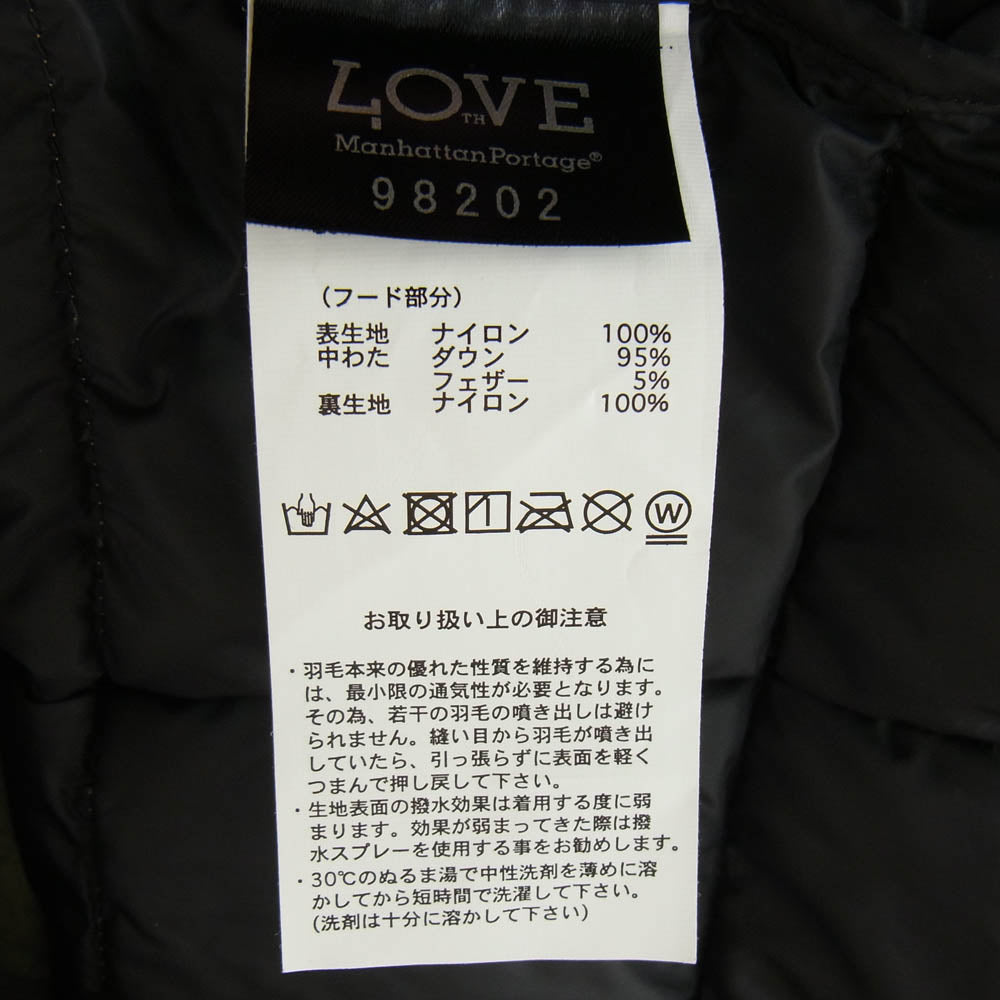 LOVE
TH
ManhattanPortage®
98202
（フード部分）
表生地 ナイロン 100%
中わた ダウン 95%
フェザー 5%
裏生地 ナイロン 100%
W
お取り扱い上の御注意
・羽毛本来の優れた性質を維持する為に
は、最小限の通気性が必要となります。
その為、若干の羽毛の噴き出しは避け
られません。縫い目から羽毛が噴き出
していたら、引っ張らずに表面を軽く
つまんで押し戻して下さい。
・生地表面の撥水効果は着用する度に弱
まります。効果が弱まってきた際は撥
水スプレーを使用する事をお勧めします。
・30℃のぬるま湯で中性洗剤を薄めに溶
かしてから短時間で洗濯して下さい。
(洗剤は十分に溶かして下さい)